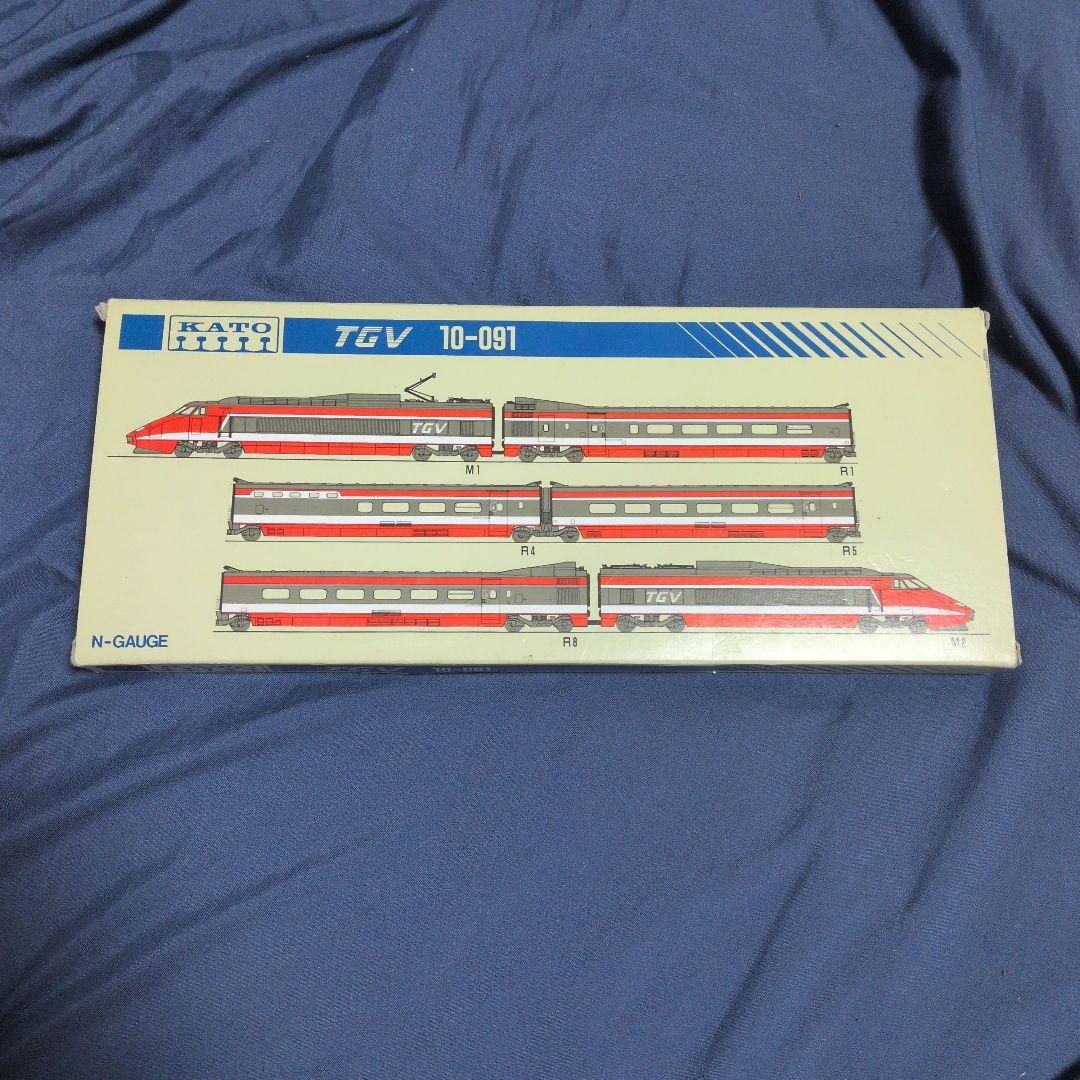 KATO
TGV 10-091
TGV
M1
R1
R4
R5
TGV
N-GAUGE
R8
M2
10-091